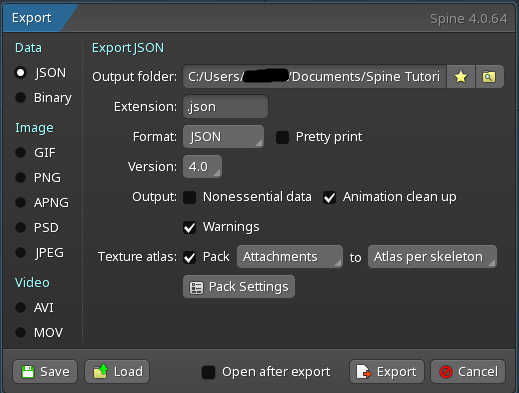 Export
Spine 4.0.64
Data
JSON
Binary
Image
GIF
PNG
APNG
PSD
JPEG
Video
AVI
MOV
Export JSON
Output folder: C:/Users/ /Documents/Spine Tutori
Extension: .json
Format: JSON Pretty print
Version: 4.0
Output: Nonessential data Animation clean up
Warnings
Texture atlas: Pack Attachments to Atlas per skeleton
Pack Settings
Save Load Open after export Export Cancel